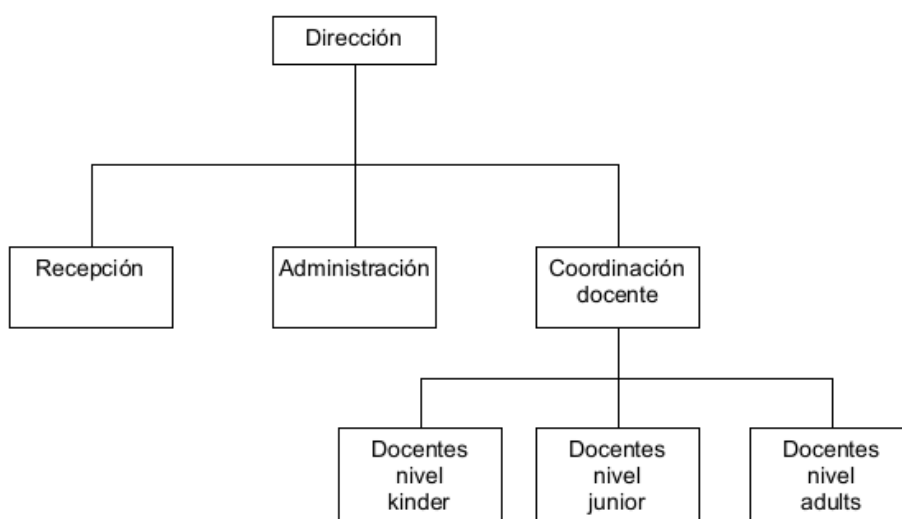 Dirección
Recepción
Administración
Coordinación
docente
Docentes
nivel
kinder
Docentes
nivel
junior
Docentes
nivel
adults